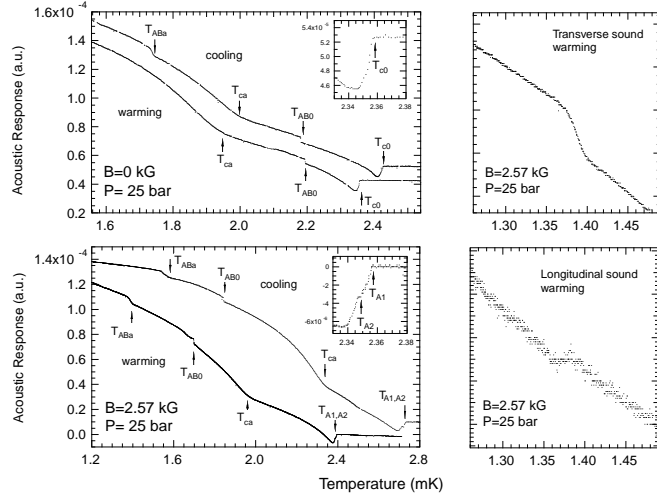 1.6x10⁻⁴
1.4
1.2
1.0
0.8
0.6
0.4
0.2
Acoustic Response (a.u.)
T_ABa
cooling
T_ca
warming
T_AB0
T_c0
T_ca
T_AB0
T_c0
B=0 kG
P= 25 bar
1.6
1.8
2.0
2.2
2.4
5.4x10⁻⁶
5.2
5.0
4.8
4.6
T_c0
2.34
2.36
2.38
Transverse sound
warming
B=2.57 kG
P=25 bar
1.30
1.35
1.40
1.45
1.4x10⁻⁴
1.2
1.0
0.8
0.6
0.4
0.2
0.0
Acoustic Response (a.u.)
T_ABa
T_AB0
cooling
T_ABa
warming
T_AB0
T_ca
T_ca
T_A1,A2
T_A1,A2
B=2.57 kG
P= 25 bar
1.2
1.6
2.0
2.4
2.8
0
-2
-4
-6x10⁻⁶
T_A1
T_A2
2.34
2.36
2.38
Longitudinal sound
warming
B=2.57 kG
P=25 bar
1.30
1.35
1.40
1.45
Temperature (mK)